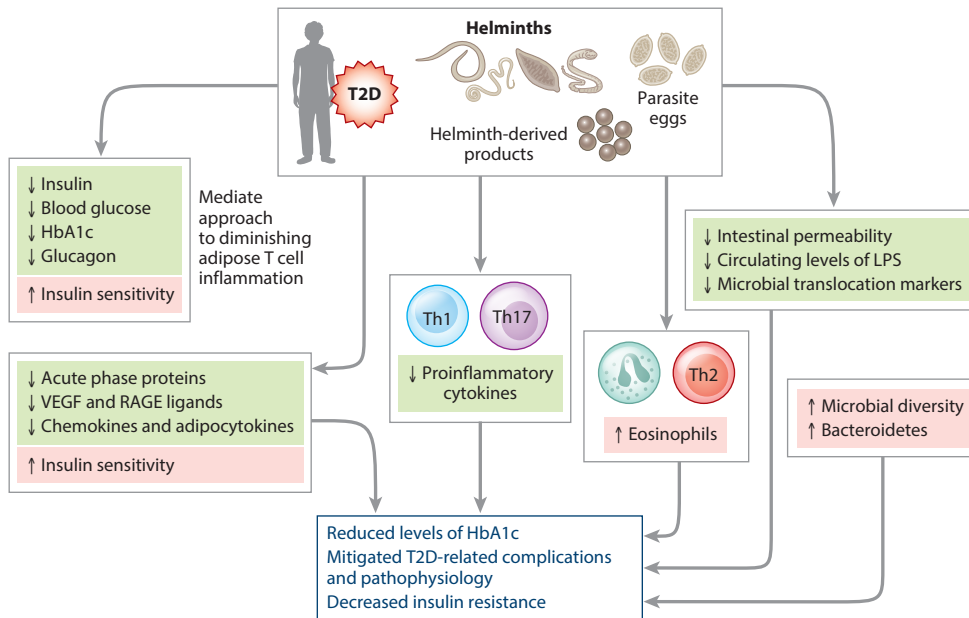 Helminths
T2D
Parasite
eggs
Helminth-derived
products
↓ Insulin
↓ Blood glucose
↓ HbA1c
↓ Glucagon
↑ Insulin sensitivity
Mediate
approach
to diminishing
adipose T cell
inflammation
↓ Intestinal permeability
↓ Circulating levels of LPS
↓ Microbial translocation markers
Th1
Th17
↓ Proinflammatory
cytokines
Th2
↑ Eosinophils
↓ Acute phase proteins
↓ VEGF and RAGE ligands
↓ Chemokines and adipocytokines
↑ Insulin sensitivity
↑ Microbial diversity
↑ Bacteroidetes
Reduced levels of HbA1c
Mitigated T2D-related complications
and pathophysiology
Decreased insulin resistance